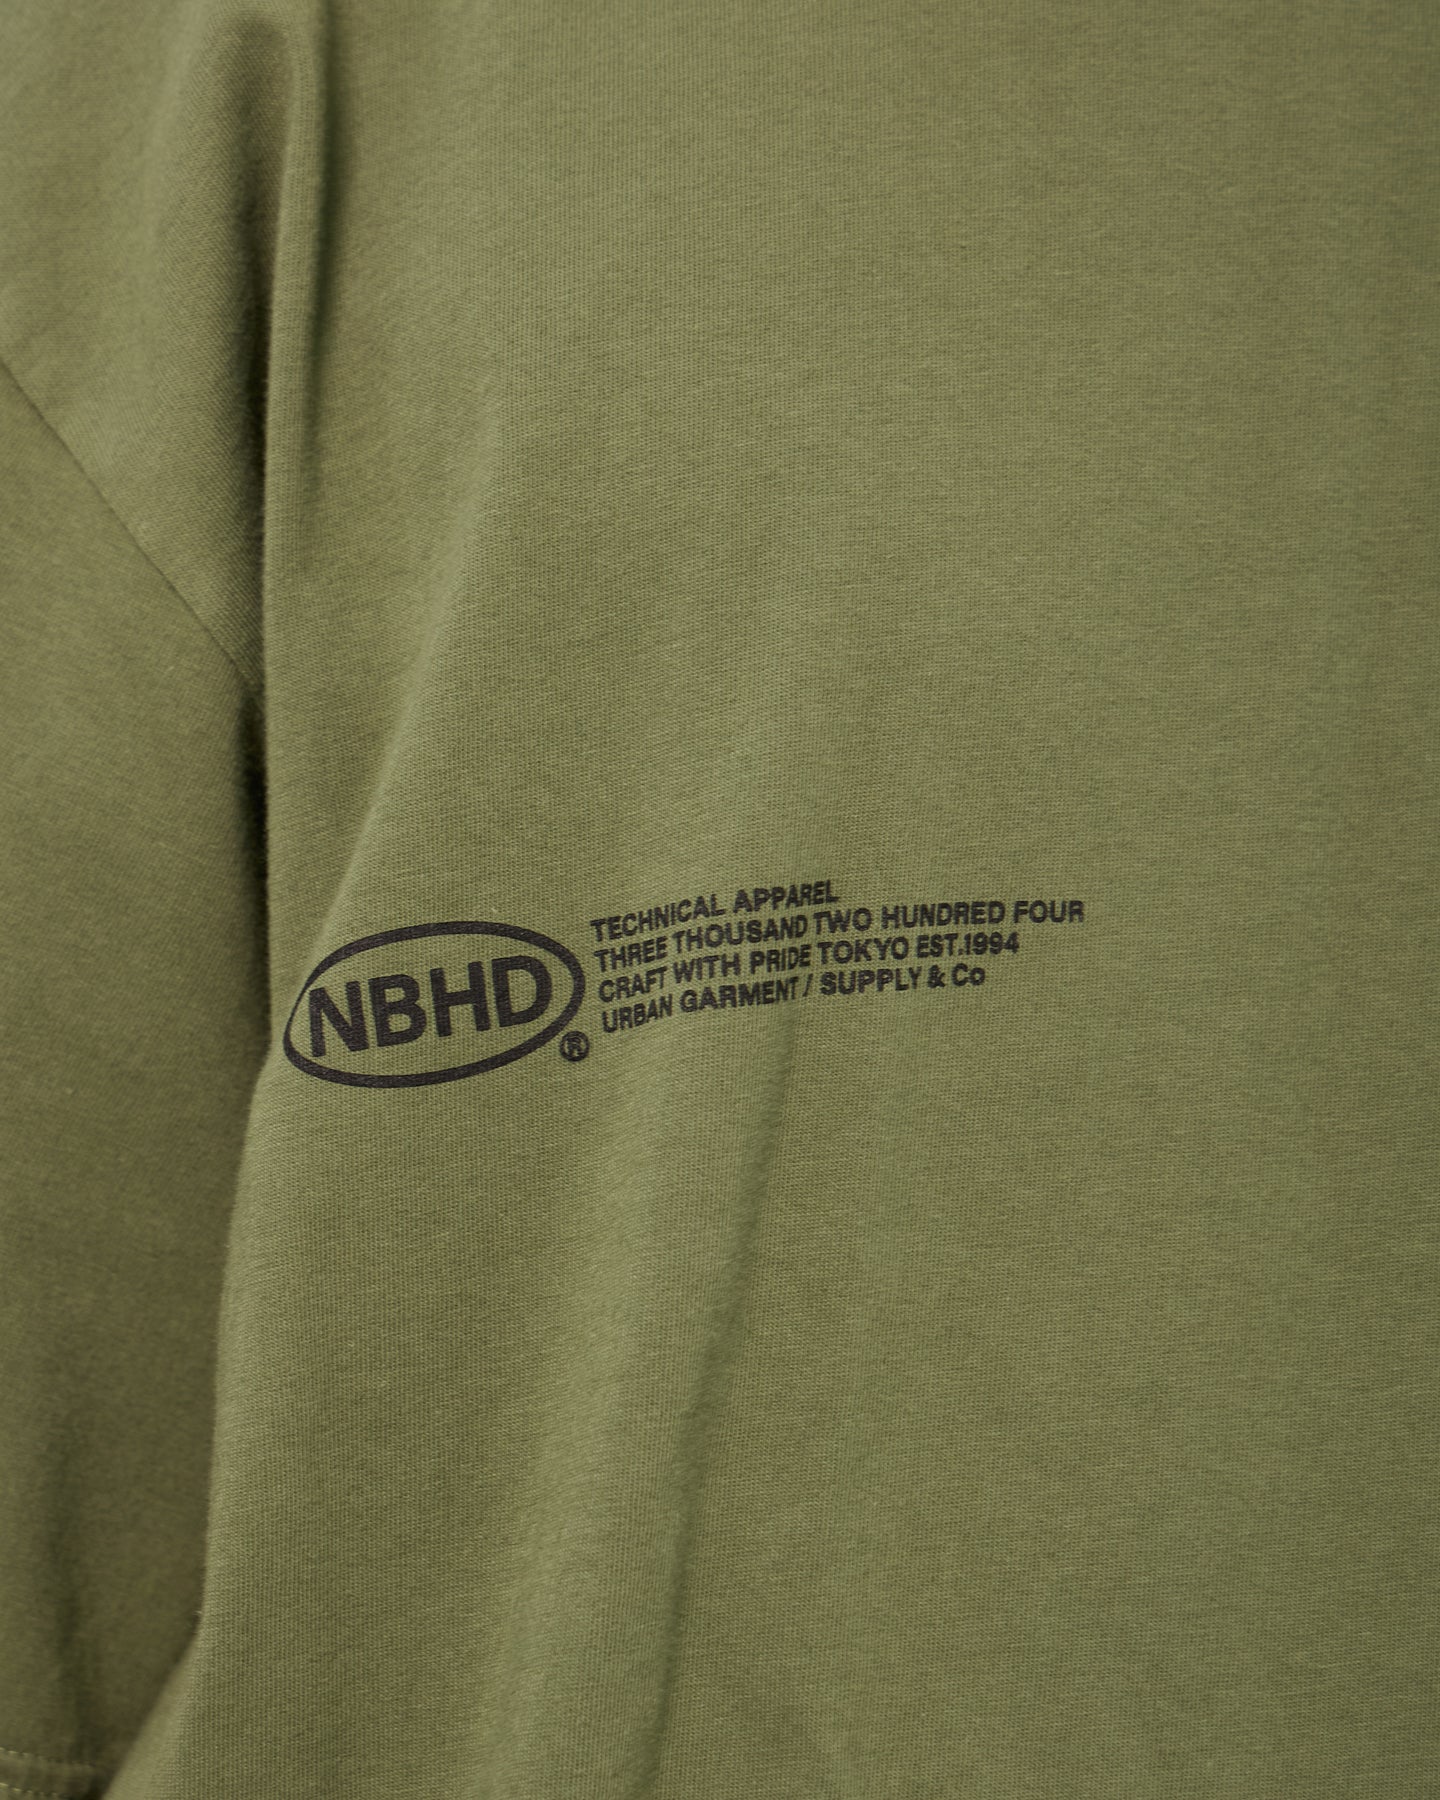 NBHD
®
TECHNICAL APPAREL
THREE THOUSAND TWO HUNDRED FOUR
CRAFT WITH PRIDE TOKYO EST.1994
URBAN GARMENT / SUPPLY & Co